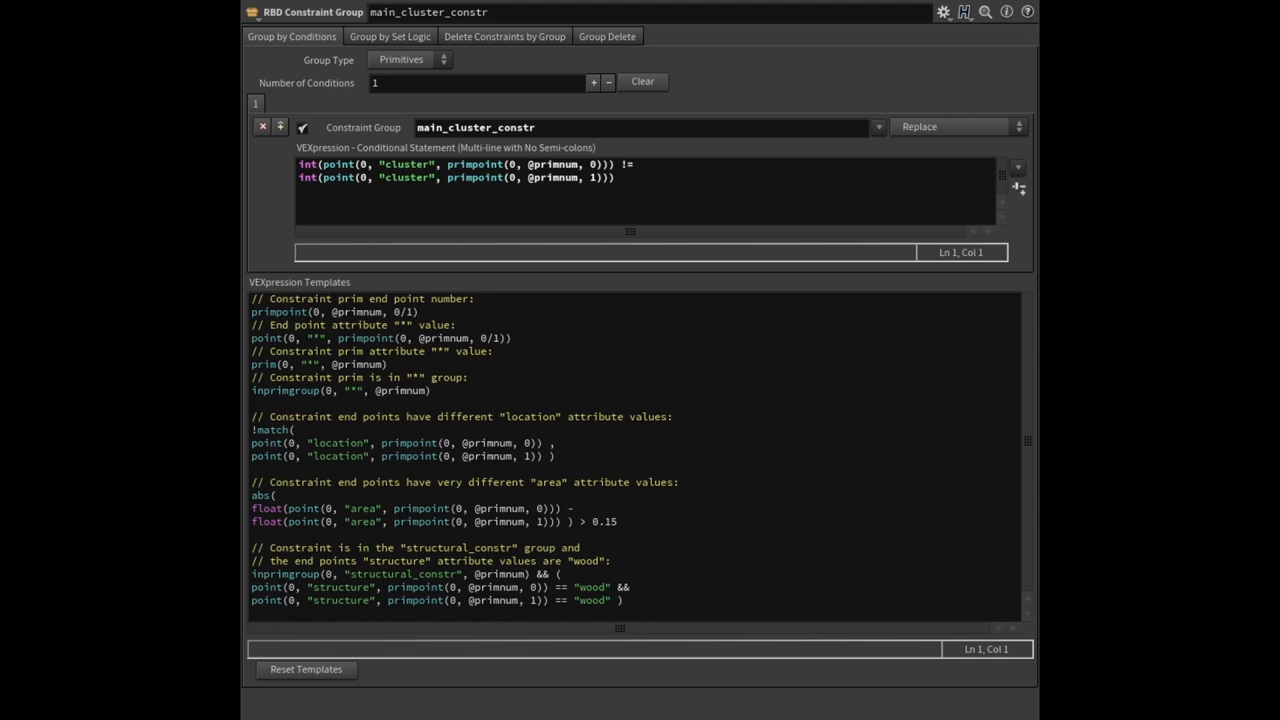 RBD Constraint Group main_cluster_constr
Group by Conditions Group by Set Logic Delete Constraints by Group Group Delete
Group Type Primitives
Number of Conditions 1 + − Clear
1
Constraint Group main_cluster_constr Replace
VEXpression - Conditional Statement (Multi-line with No Semi-colons)
int(point(0, "cluster", primpoint(0, @primnum, 0))) !=
int(point(0, "cluster", primpoint(0, @primnum, 1)))
Ln 1, Col 1
VEXpression Templates
// Constraint prim end point number:
primpoint(0, @primnum, 0/1)
// End point attribute "*" value:
point(0, "*", primpoint(0, @primnum, 0/1))
// Constraint prim attribute "*" value:
prim(0, "*", @primnum)
// Constraint prim is in "*" group:
inprimgroup(0, "*", @primnum)
// Constraint end points have different "location" attribute values:
!match(
point(0, "location", primpoint(0, @primnum, 0)) ,
point(0, "location", primpoint(0, @primnum, 1)) )
// Constraint end points have very different "area" attribute values:
abs(
float(point(0, "area", primpoint(0, @primnum, 0))) -
float(point(0, "area", primpoint(0, @primnum, 1))) ) > 0.15
// Constraint is in the "structural_constr" group and
// the end points "structure" attribute values are "wood":
inprimgroup(0, "structural_constr", @primnum) && (
point(0, "structure", primpoint(0, @primnum, 0)) == "wood" &&
point(0, "structure", primpoint(0, @primnum, 1)) == "wood" )
Ln 1, Col 1
Reset Templates